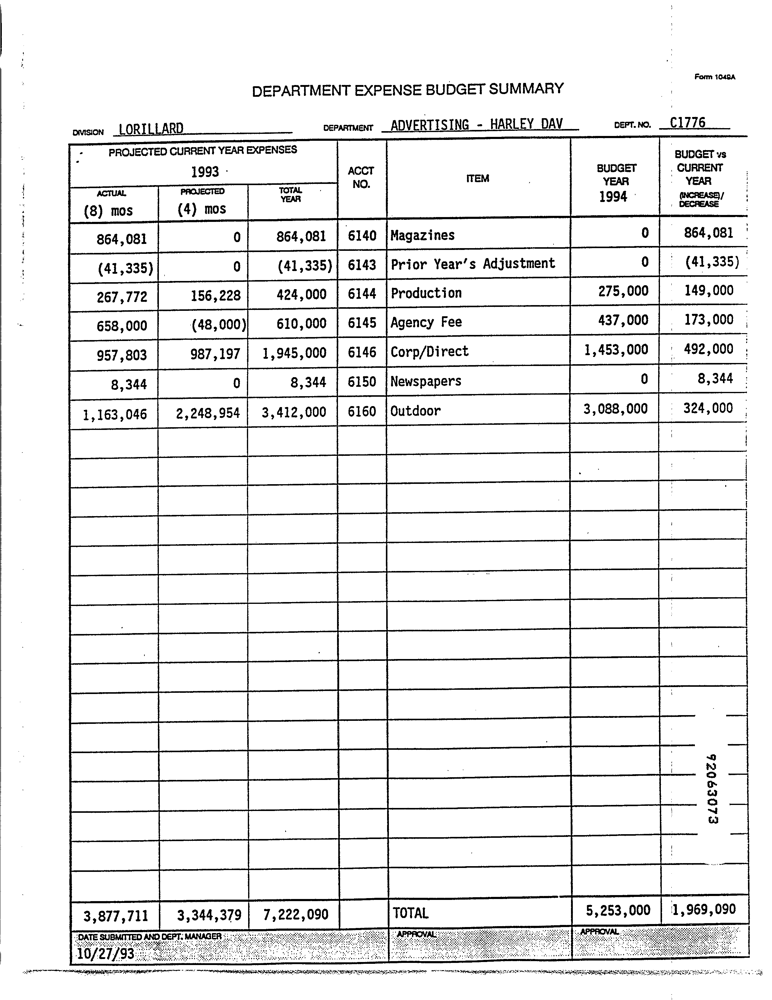 Form 1049A
DEPARTMENT EXPENSE BUDGET SUMMARY
DIVISION LORILLARD DEPARTMENT ADVERTISING - HARLEY DAV DEPT. NO. C1776
PROJECTED CURRENT YEAR EXPENSES
1993
ACTUAL
(8) mos
PROJECTED
(4) mos
TOTAL
YEAR
ACCT
NO.
ITEM
BUDGET
YEAR
1994
BUDGET vs
CURRENT
YEAR
(INCREASE)/
DECREASE
864,081 0 864,081 6140 Magazines 0 864,081
(41,335) 0 (41,335) 6143 Prior Year's Adjustment 0 (41,335)
267,772 156,228 424,000 6144 Production 275,000 149,000
658,000 (48,000) 610,000 6145 Agency Fee 437,000 173,000
957,803 987,197 1,945,000 6146 Corp/Direct 1,453,000 492,000
8,344 0 8,344 6150 Newspapers 0 8,344
1,163,046 2,248,954 3,412,000 6160 Outdoor 3,088,000 324,000
92063073
3,877,711 3,344,379 7,222,090 TOTAL 5,253,000 1,969,090
DATE SUBMITTED AND DEPT. MANAGER APPROVAL APPROVAL
10/27/93